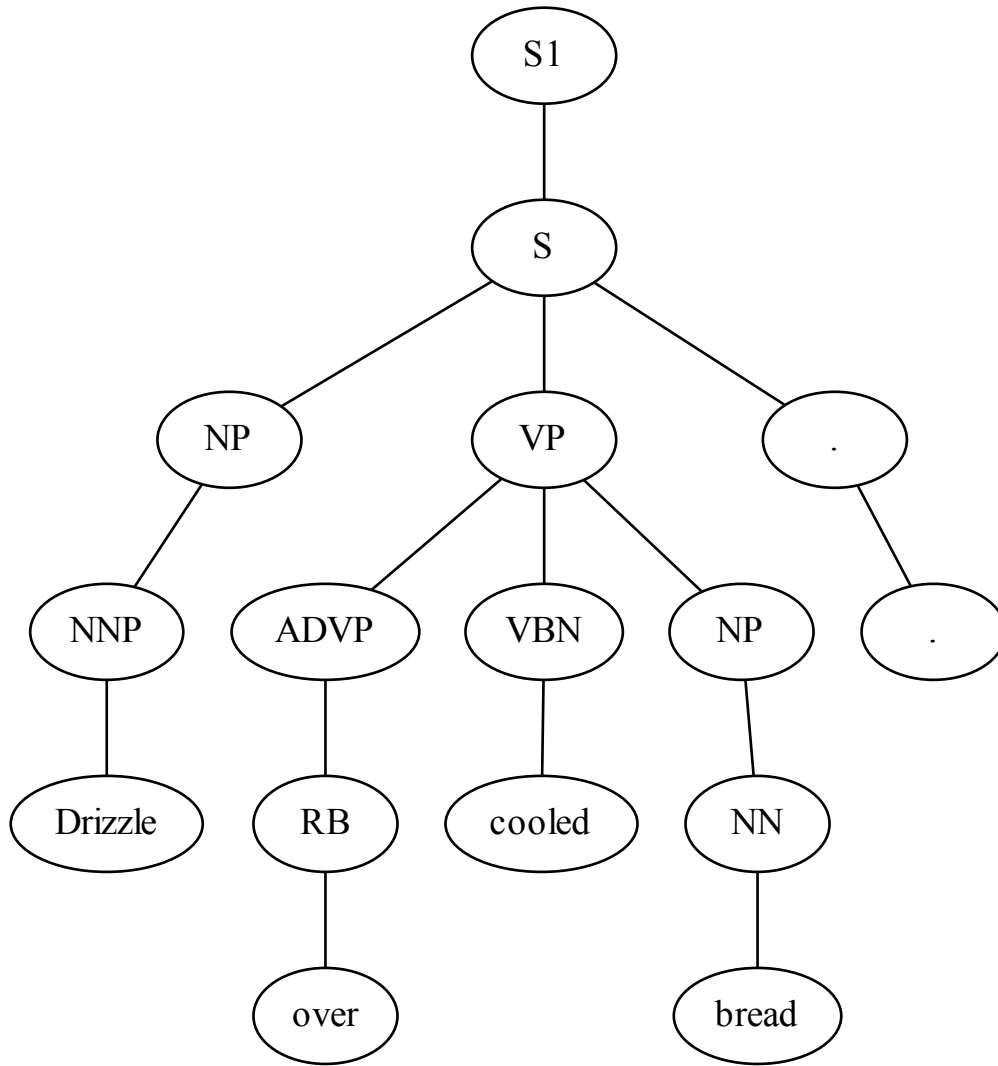 S1
S
NP VP .
NNP ADVP VBN NP .
Drizzle RB cooled NN
over bread